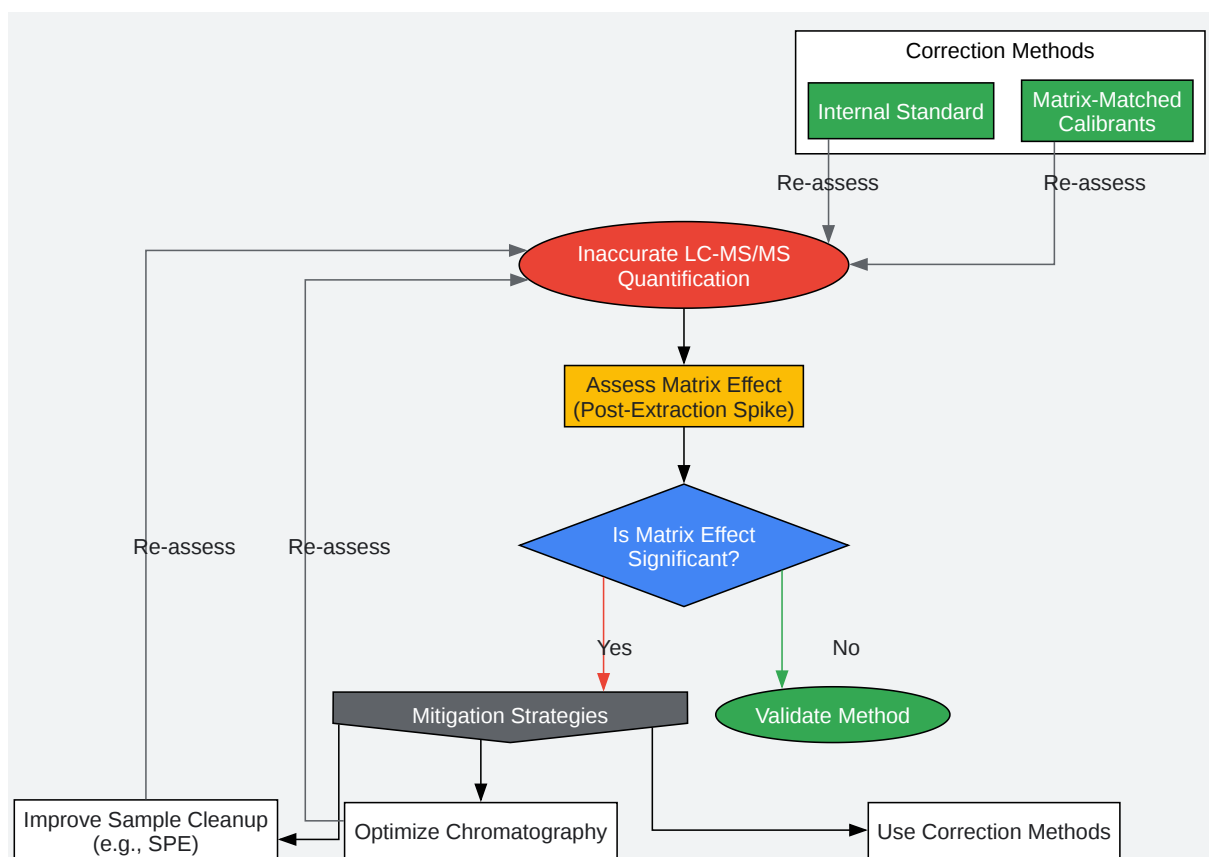 Correction Methods
Internal Standard
Matrix-Matched
Calibrants
Re-assess
Re-assess
Inaccurate LC-MS/MS
Quantification
Assess Matrix Effect
(Post-Extraction Spike)
Is Matrix Effect
Significant?
Re-assess
Re-assess
Yes
No
Mitigation Strategies
Validate Method
Improve Sample Cleanup
(e.g., SPE)
Optimize Chromatography
Use Correction Methods